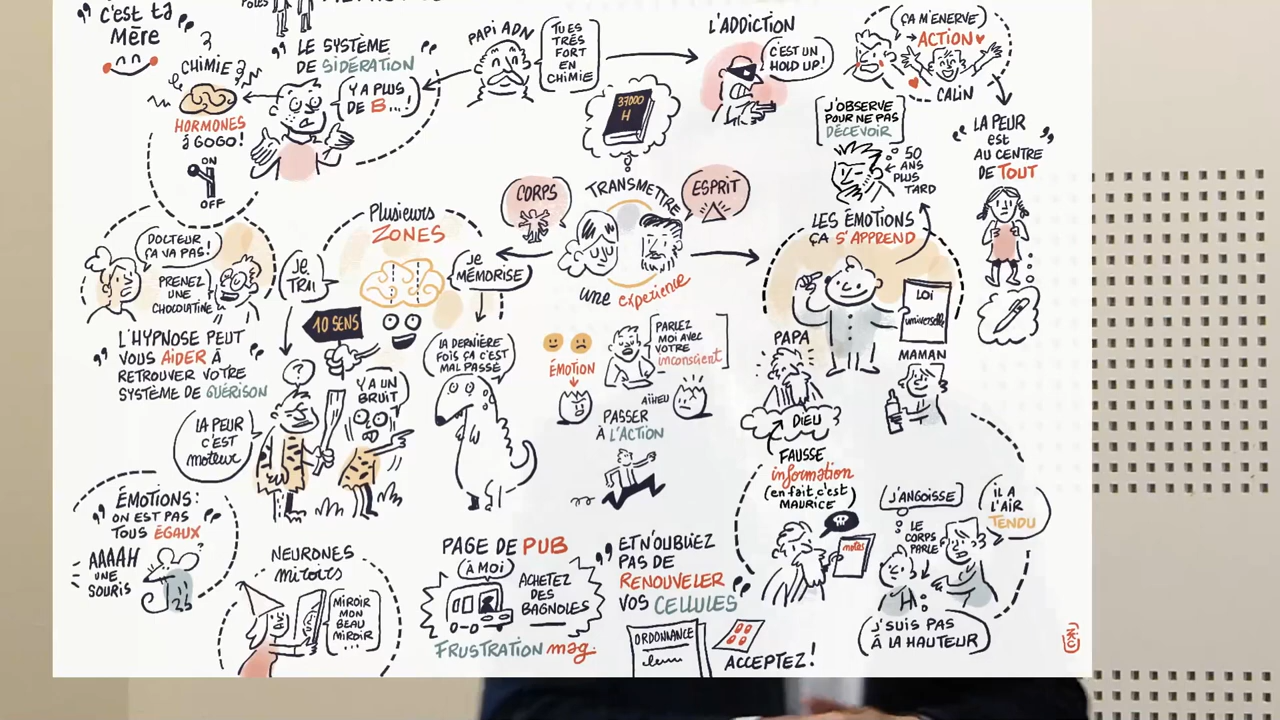 c'est ta
Mère
LE SYSTÈME
DE SIDÉRATION
CHIMIE ?
Y A PLUS
DE B...!
HORMONES
à GOGO!
ON
OFF
PAPI ADN
TU ES
TRÈS
FORT
EN
CHIMIE
L'ADDICTION
C'EST UN
HOLD UP!
37000
H
ÇA M'ENERVE
ACTION
CALIN
J'OBSERVE
POUR NE PAS
DÉCEVOIR
50
ANS
PLUS
TARD
LA PEUR
est
AU CENTRE
DE TOUT
CORPS
TRANSMETTRE
ESPRIT
une expérience
Plusieurs
ZONES
JE
MÉMORISE
LES ÉMOTIONS
ÇA S'APPREND
LOI
universelle
DOCTEUR
ÇA VA PAS!
PRENEZ
UNE
CHOCOLATINE
L'HYPNOSE PEUT
VOUS AIDER À
RETROUVER VOTRE
SYSTÈME DE GUÉRISON
JE
10 SENS
LA DERNIÈRE
FOIS ÇA C'EST
MAL PASSÉ
?
Y A UN
BRUIT
LA PEUR
C'EST
moteur
ÉMOTION
PARLEZ
MOI AVEC
VOTRE
inconscient
AÏHEU
PASSER
À L'ACTION
PAPA
DIEU
MAMAN
FAUSSE
information
(en fait, c'est
MAURICE)
notes
J'ANGOISSE
LE
CORPS
PARLE
IL A
L'AIR
TENDU
J'SUIS PAS
À LA HAUTEUR
ÉMOTIONS:
ON EST PAS
TOUS ÉGAUX
AAAAH
UNE
SOURIS
NEURONES
miroirs
MIROIR
MON
BEAU
MIROIR
...
PAGE DE PUB
(À MOI)
ACHETEZ
DES
BAGNOLES
FRUSTRATION mag.
ET N'OUBLIEZ
PAS DE
RENOUVELER
VOS CELLULES
ORDONNANCE
ACCEPTEZ!